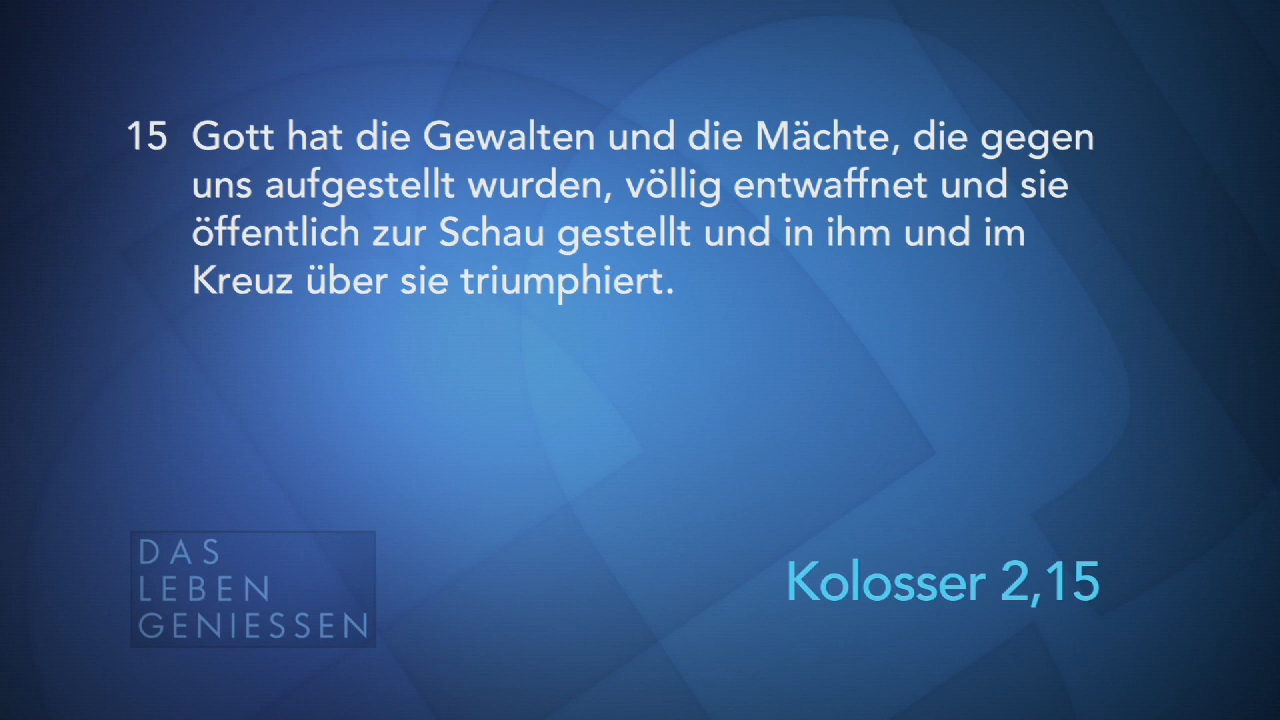 15 Gott hat die Gewalten und die Mächte, die gegen
uns aufgestellt wurden, völlig entwaffnet und sie
öffentlich zur Schau gestellt und in ihm und im
Kreuz über sie triumphiert.
DAS
LEBEN
GENIESSEN
Kolosser 2,15